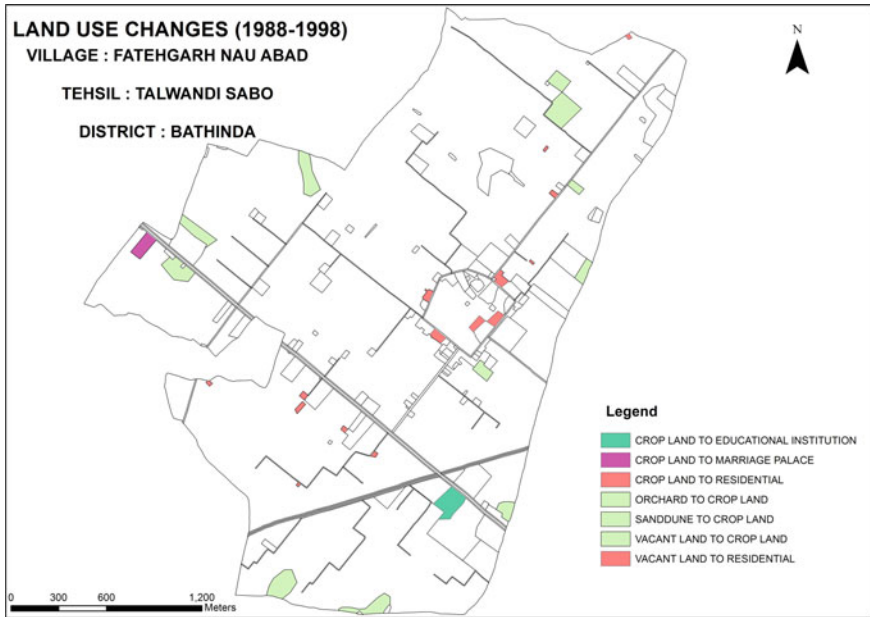 LAND USE CHANGES (1988-1998)
VILLAGE : FATEHGARH NAU ABAD
TEHSIL : TALWANDI SABO
DISTRICT : BATHINDA
N
Legend
CROP LAND TO EDUCATIONAL INSTITUTION
CROP LAND TO MARRIAGE PALACE
CROP LAND TO RESIDENTIAL
ORCHARD TO CROP LAND
SANDDUNE TO CROP LAND
VACANT LAND TO CROP LAND
VACANT LAND TO RESIDENTIAL
0 300 600 1,200
Meters